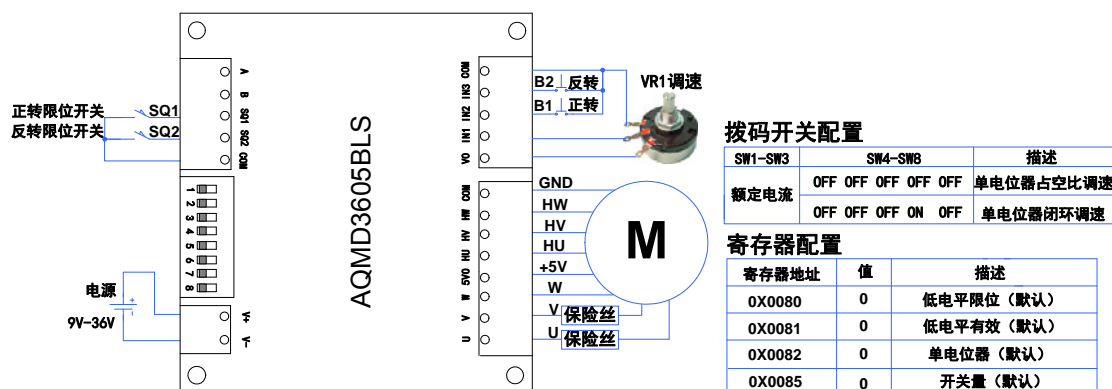 A
B
SQ1
SQ2
COM
正转限位开关
SQ1
反转限位开关
SQ2
1
2
3
4
5
6
7
8
电源
9V-36V
V+
V-
AQMD3605BLS
COM
IN3
IN2
IN1
VO
B2 反转
B1 正转
VR1调速
COM
HW
HV
HU
5VO
W
V
U
GND
HW
HV
HU
+5V
W
V 保险丝
U 保险丝
M
拨码开关配置
SW1-SW3 SW4-SW8 描述
额定电流
OFF OFF OFF OFF OFF 单电位器占空比调速
OFF OFF OFF ON OFF 单电位器闭环调速
寄存器配置
寄存器地址 值 描述
0X0080 0 低电平限位（默认）
0X0081 0 低电平有效（默认）
0X0082 0 单电位器（默认）
0X0085 0 开关量（默认）